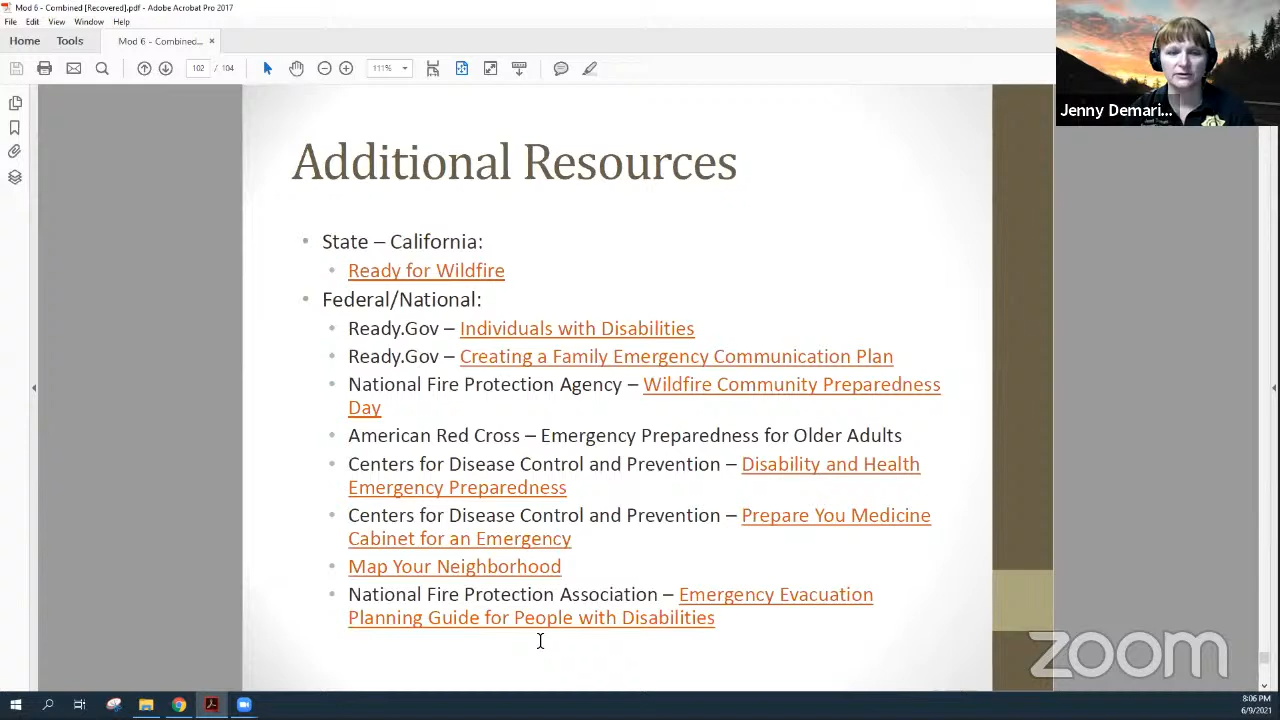 Mod 6 - Combined [Recovered].pdf - Adobe Acrobat Pro 2017
File Edit View Window Help
Home Tools Mod 6 - Combined... ×
102 / 104 111%
Jenny Demari...
Additional Resources
• State – California:
• Ready for Wildfire
• Federal/National:
• Ready.Gov – Individuals with Disabilities
• Ready.Gov – Creating a Family Emergency Communication Plan
• National Fire Protection Agency – Wildfire Community Preparedness
Day
• American Red Cross – Emergency Preparedness for Older Adults
• Centers for Disease Control and Prevention – Disability and Health
Emergency Preparedness
• Centers for Disease Control and Prevention – Prepare You Medicine
Cabinet for an Emergency
• Map Your Neighborhood
• National Fire Protection Association – Emergency Evacuation
Planning Guide for People with Disabilities
zoom
8:06 PM
6/9/2021